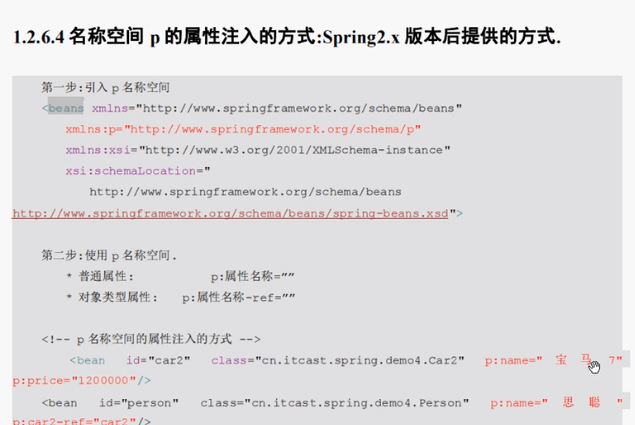 1.2.6.4 名称空间 p 的属性注入的方式:Spring2.x 版本后提供的方式.
第一步:引入 p 名称空间
<beans xmlns="http://www.springframework.org/schema/beans"
xmlns:p="http://www.springframework.org/schema/p"
xmlns:xsi="http://www.w3.org/2001/XMLSchema-instance"
xsi:schemaLocation="
http://www.springframework.org/schema/beans
http://www.springframework.org/schema/beans/spring-beans.xsd">
第二步:使用 p 名称空间.
* 普通属性: p:属性名称=””
* 对象类型属性: p:属性名称-ref=””
<!-- p 名称空间的属性注入的方式 -->
<bean id="car2" class="cn.itcast.spring.demo4.Car2" p:name=" 宝 马 7"
p:price="1200000"/>
<bean id="person" class="cn.itcast.spring.demo4.Person" p:name=" 思 聪 "
p:car2-ref="car2"/>